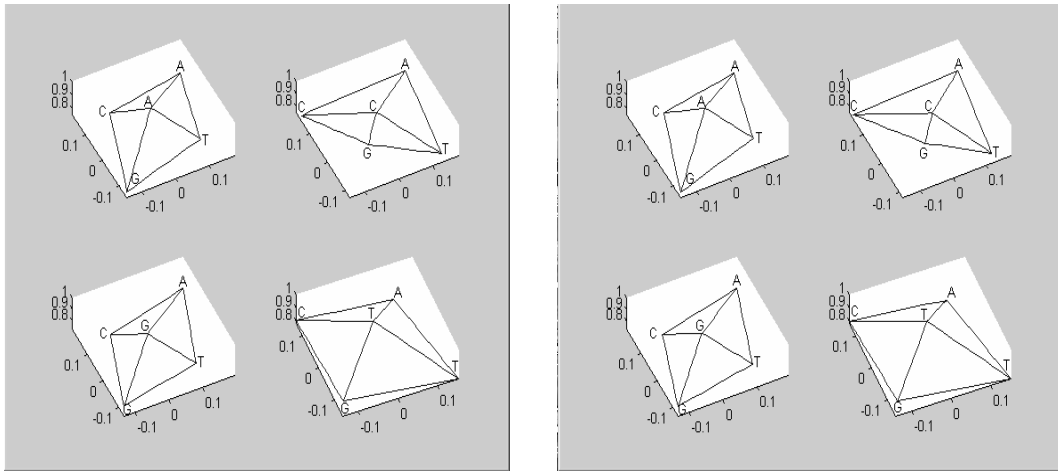 A A
1 1
0.9 A 0.9
0.8 C 0.8 C C
0.1 0.1
T G T
0 0
G 0.1 0.1
-0.1 0 -0.1 0
-0.1 -0.1
A
1 1 A
0.9 0.9
0.8 G 0.8 C T
C
0.1 0.1
T T
0 0
-0.1 G 0.1 -0.1 G 0.1
0 0
-0.1 -0.1
A A
1 1
0.9 A 0.9
0.8 C 0.8 C C
0.1 0.1
T G T
0 0
G 0.1 0.1
-0.1 0 -0.1 0
-0.1 -0.1
A
1 1 A
0.9 0.9
0.8 G 0.8 C T
C
0.1 0.1
T T
0 0
-0.1 G 0.1 -0.1 G 0.1
0 0
-0.1 -0.1